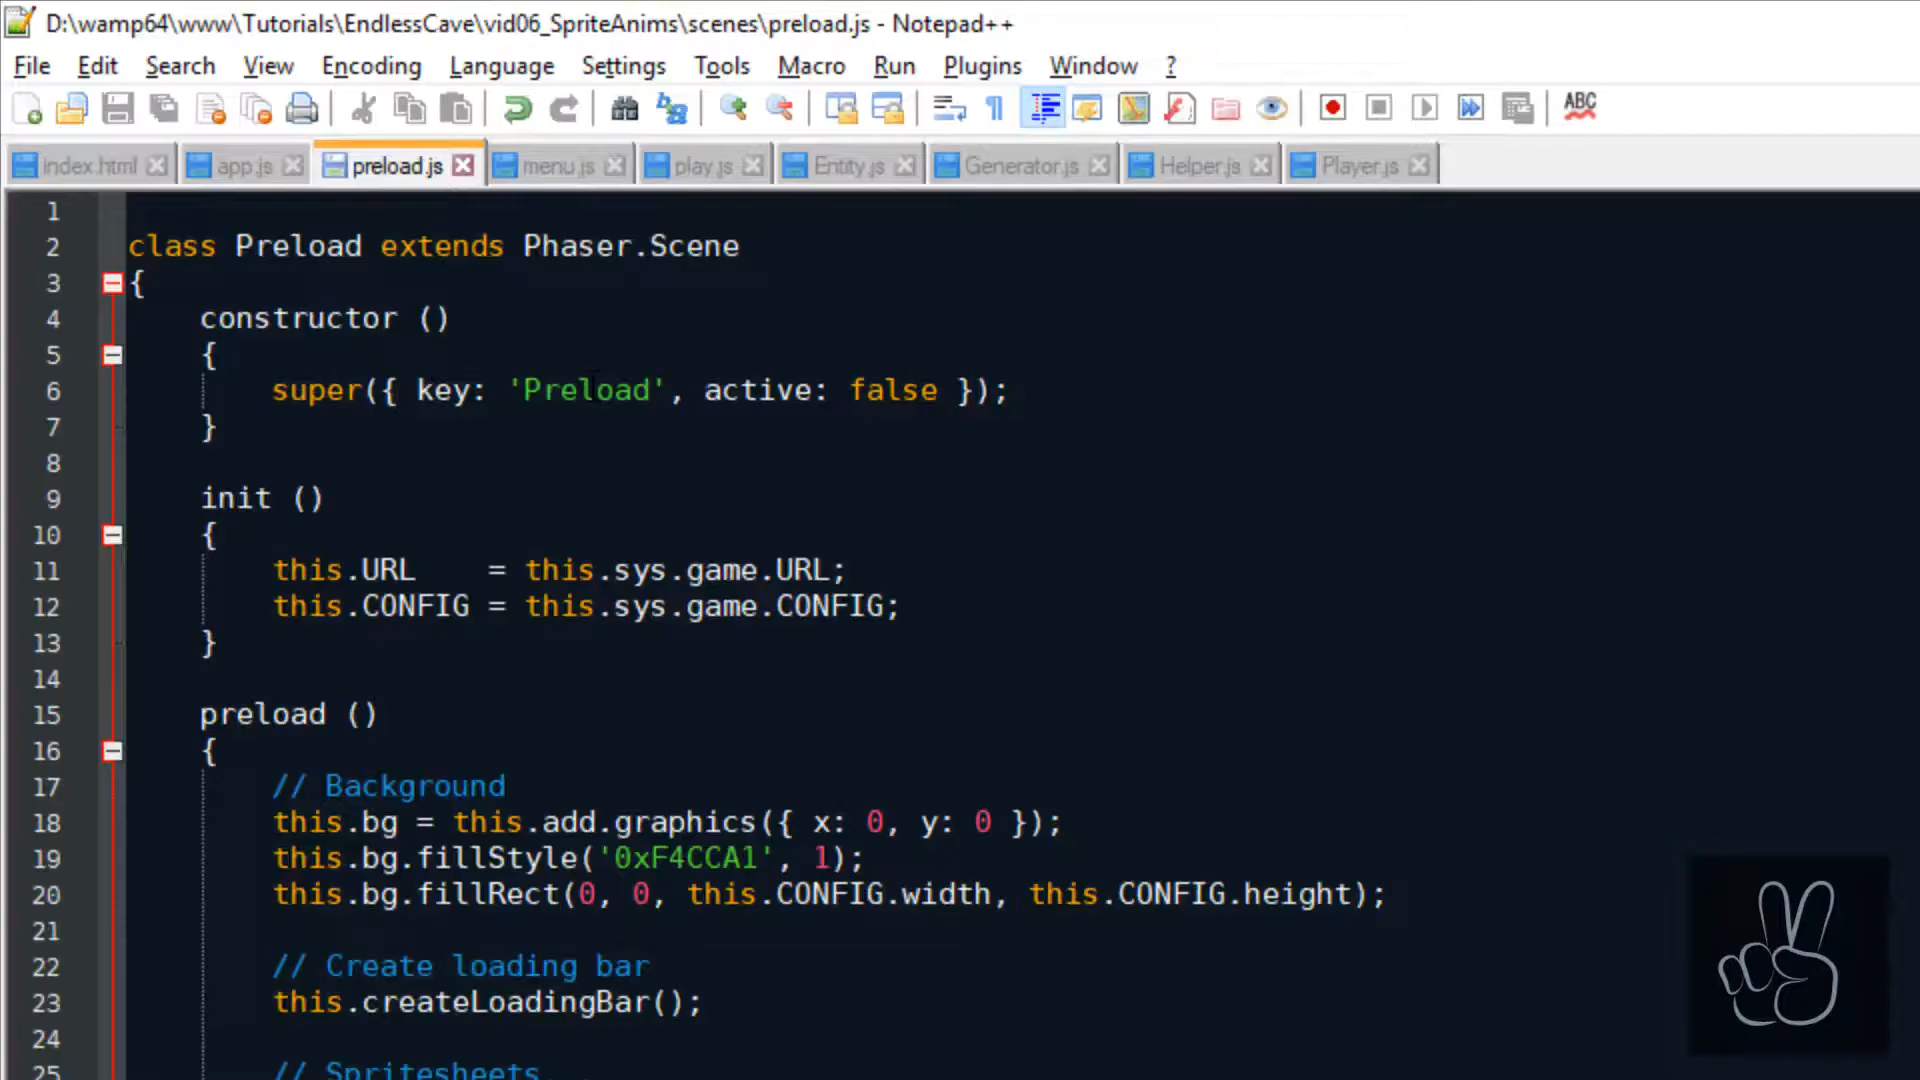 D:\wamp64\www\Tutorials\EndlessCave\vid06_SpriteAnims\scenes\preload.js - Notepad++
File Edit Search View Encoding Language Settings Tools Macro Run Plugins Window ?
ABC
index.html app.js preload.js menu.js play.js Entity.js Generator.js Helper.js Player.js
1
2 class Preload extends Phaser.Scene
3 {
4 constructor ()
5 {
6 super({ key: 'Preload', active: false });
7 }
8
9 init ()
10 {
11 this.URL    = this.sys.game.URL;
12 this.CONFIG = this.sys.game.CONFIG;
13 }
14
15 preload ()
16 {
17 // Background
18 this.bg = this.add.graphics({ x: 0, y: 0 });
19 this.bg.fillStyle('0xF4CCA1', 1);
20 this.bg.fillRect(0, 0, this.CONFIG.width, this.CONFIG.height);
21
22 // Create loading bar
23 this.createLoadingBar();
24
25 // Spritesheets